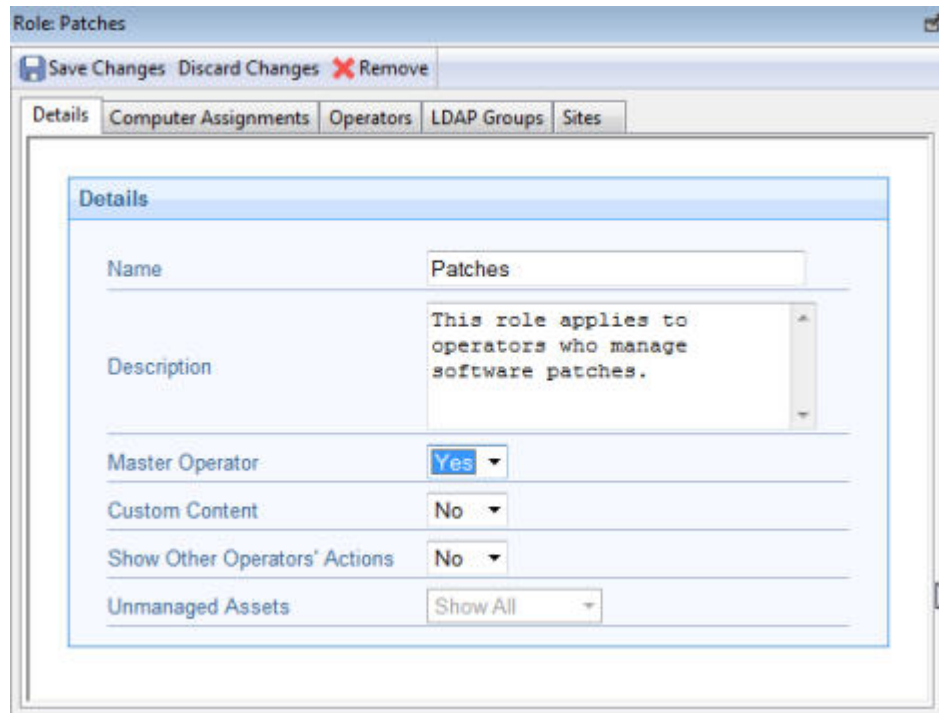 Role: Patches
Save Changes Discard Changes Remove
Details Computer Assignments Operators LDAP Groups Sites
Details
Name Patches
Description This role applies to
operators who manage
software patches.
Master Operator Yes
Custom Content No
Show Other Operators' Actions No
Unmanaged Assets Show All